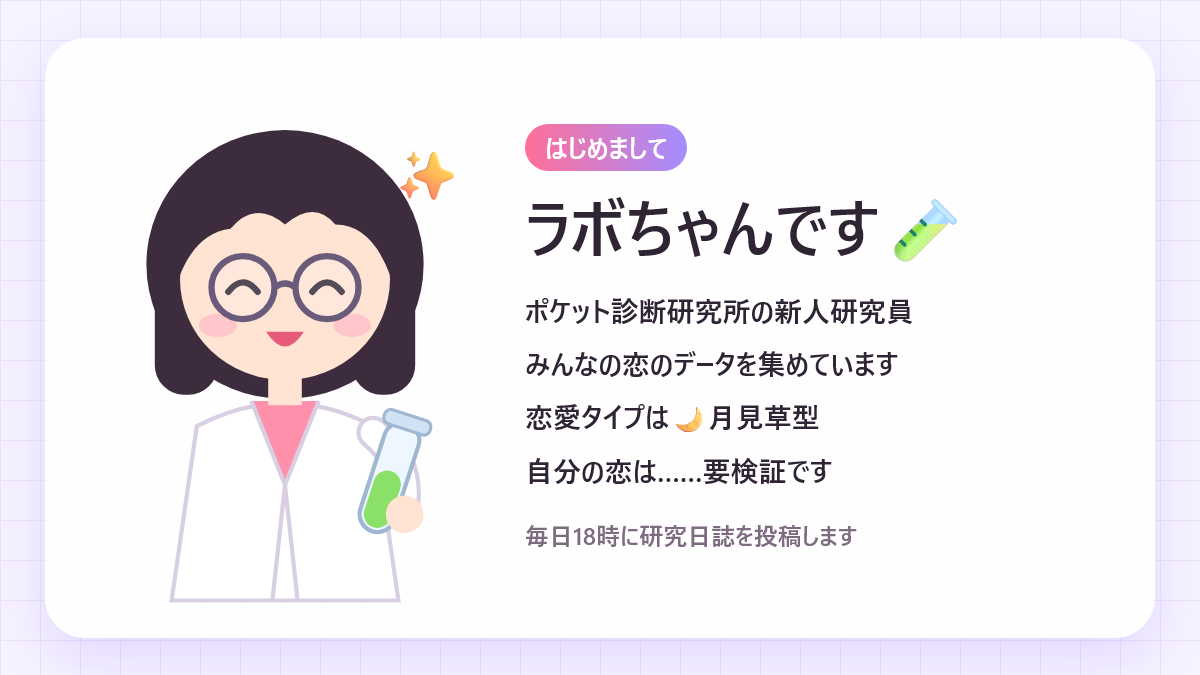 はじめまして
ラボちゃんです🧪
ポケット診断研究所の新人研究員
みんなの恋のデータを集めています
恋愛タイプは🌙月見草型
自分の恋は……要検証です
毎日18時に研究日誌を投稿します